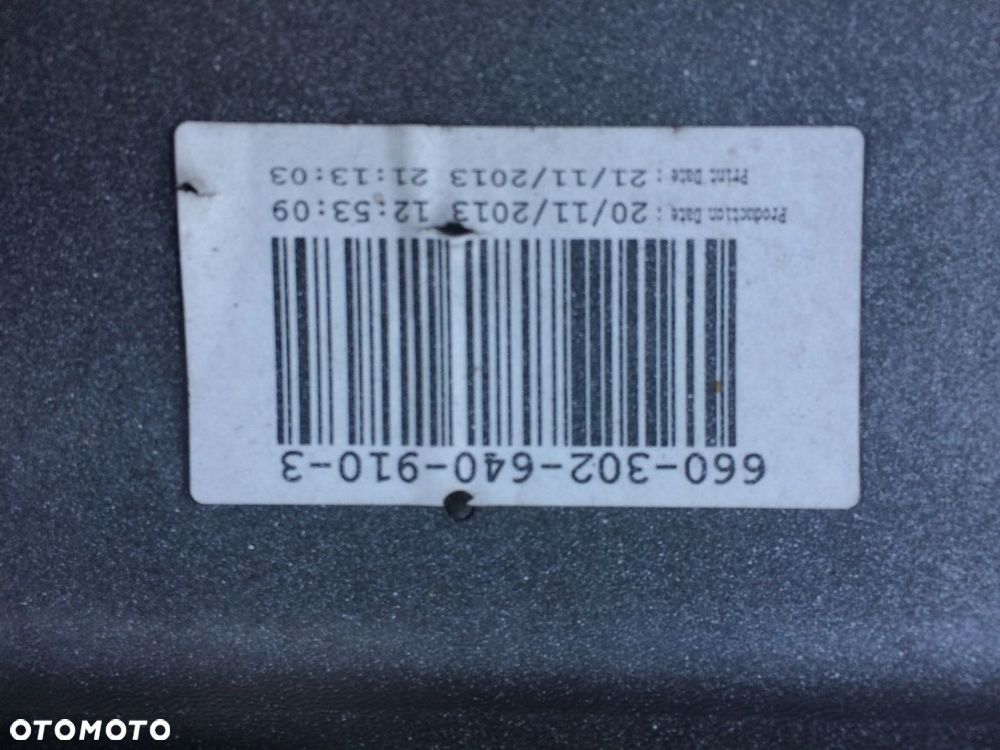 660-302-640-910-3
Production Date : 20/11/2013 12:53:09
Print Date : 21/11/2013 21:13:03
OTOMOTO